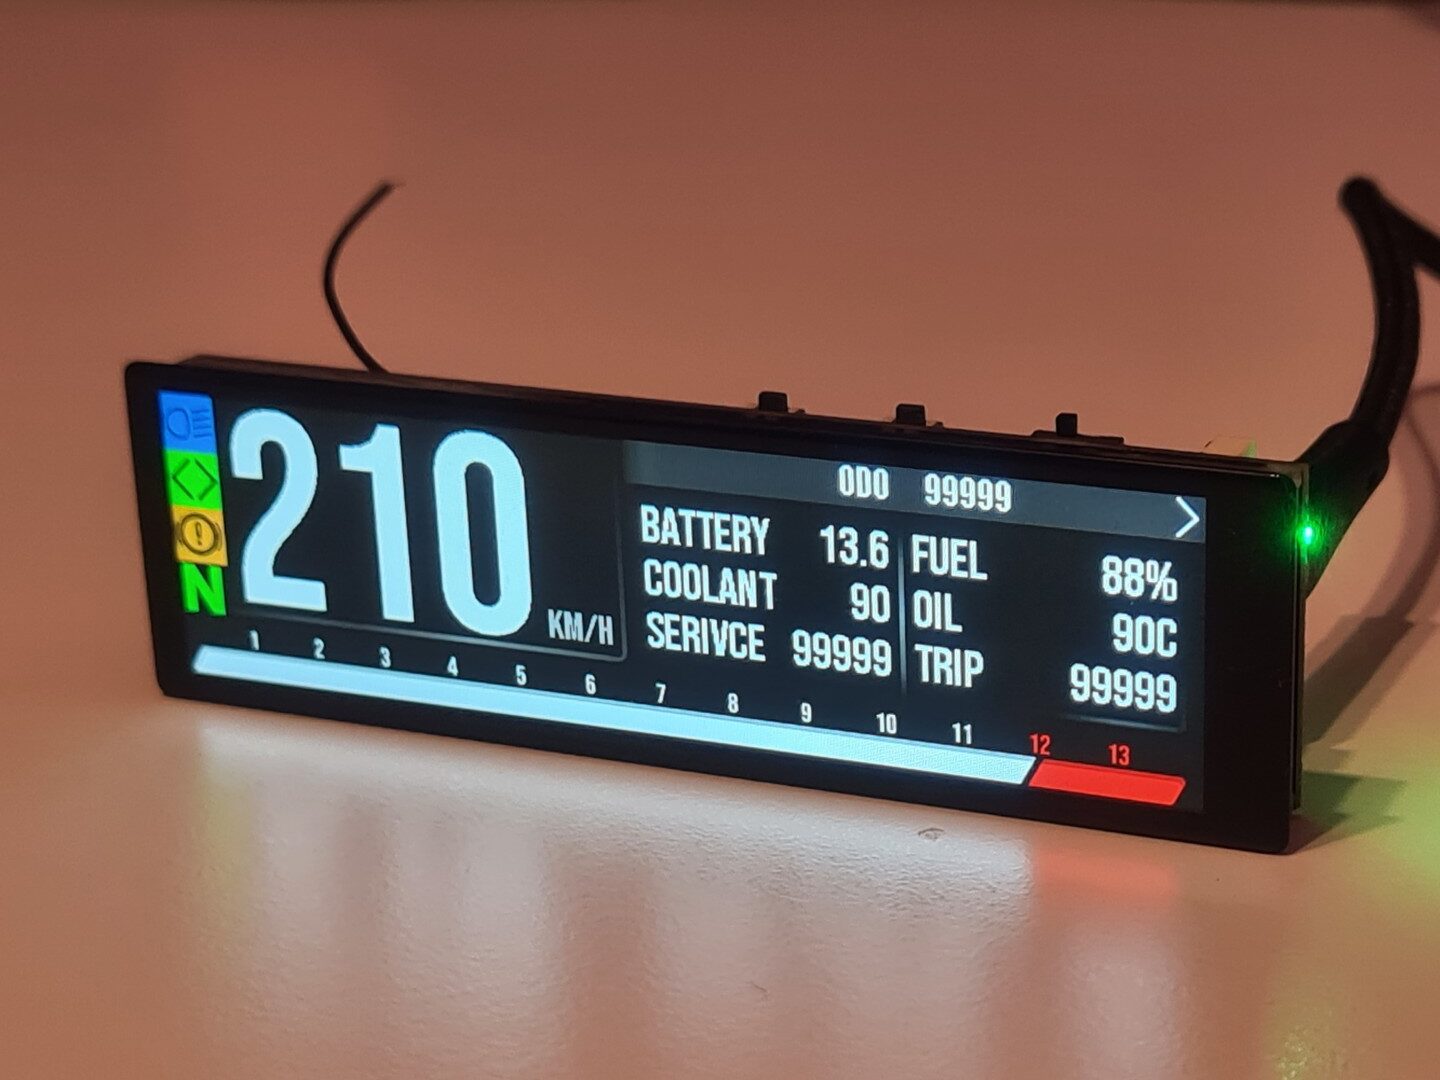 210 KM/H
N
ODO 99999
BATTERY 13.6
COOLANT 90
SERIVCE 99999
FUEL 88%
OIL 90C
TRIP 99999
1 2 3 4 5 6 7 8 9 10 11 12 13